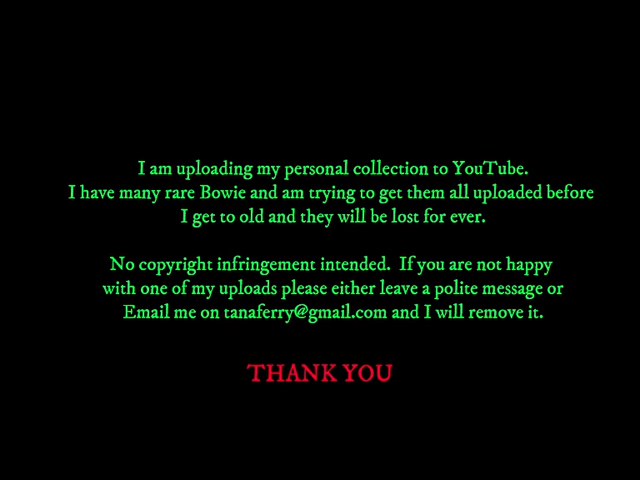 I am uploading my personal collection to YouTube.
I have many rare Bowie and am trying to get them all uploaded before
I get to old and they will be lost for ever.
No copyright infringement intended.  If you are not happy
with one of my uploads please either leave a polite message or
Email me on tanaferry@gmail.com and I will remove it.
THANK YOU